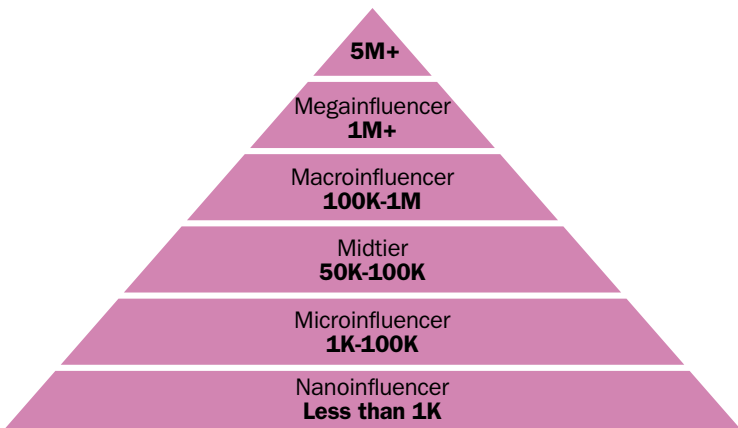 5M+
Megainfluencer
1M+
Macroinfluencer
100K-1M
Midtier
50K-100K
Microinfluencer
1K-100K
Nanoinfluencer
Less than 1K